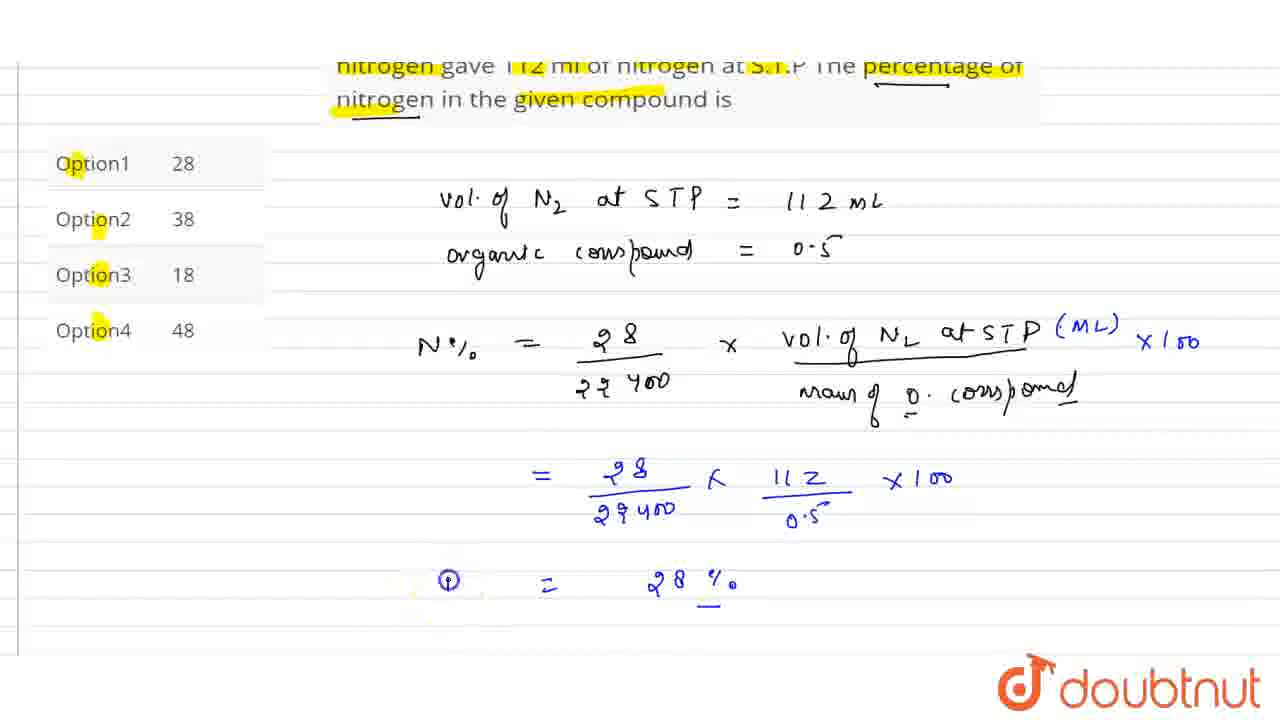 nitrogen gave 112 ml of nitrogen at S.T.P The percentage of
nitrogen in the given compound is
Option1 28
Option2 38
Option3 18
Option4 48
vol. of N2 at STP = 112 ML
organic compound = 0.5
N% = 28/22400 × vol. of N2 at STP (ML)/mass of o. compound × 100
= 28/22400 × 112/0.5 × 100
= 28 %
doubtnut